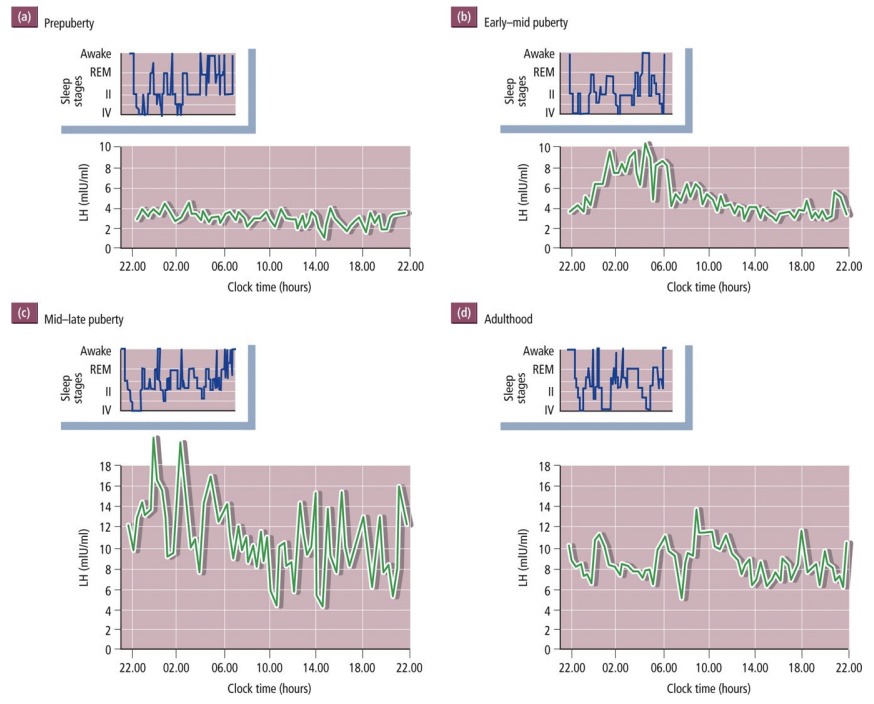 (a) Prepuberty
Awake
REM
II
IV
Sleep stages
10
8
6
4
2
0
LH (mIU/ml)
22.00 02.00 06.00 10.00 14.00 18.00 22.00
Clock time (hours)
(b) Early–mid puberty
Awake
REM
II
IV
Sleep stages
10
8
6
4
2
0
LH (mIU/ml)
22.00 02.00 06.00 10.00 14.00 18.00 22.00
Clock time (hours)
(c) Mid–late puberty
Awake
REM
II
IV
Sleep stages
18
16
14
12
10
8
6
4
2
0
LH (mIU/ml)
22.00 02.00 06.00 10.00 14.00 18.00 22.00
Clock time (hours)
(d) Adulthood
Awake
REM
II
IV
Sleep stages
18
16
14
12
10
8
6
4
2
0
LH (mIU/ml)
22.00 02.00 06.00 10.00 14.00 18.00 22.00
Clock time (hours)